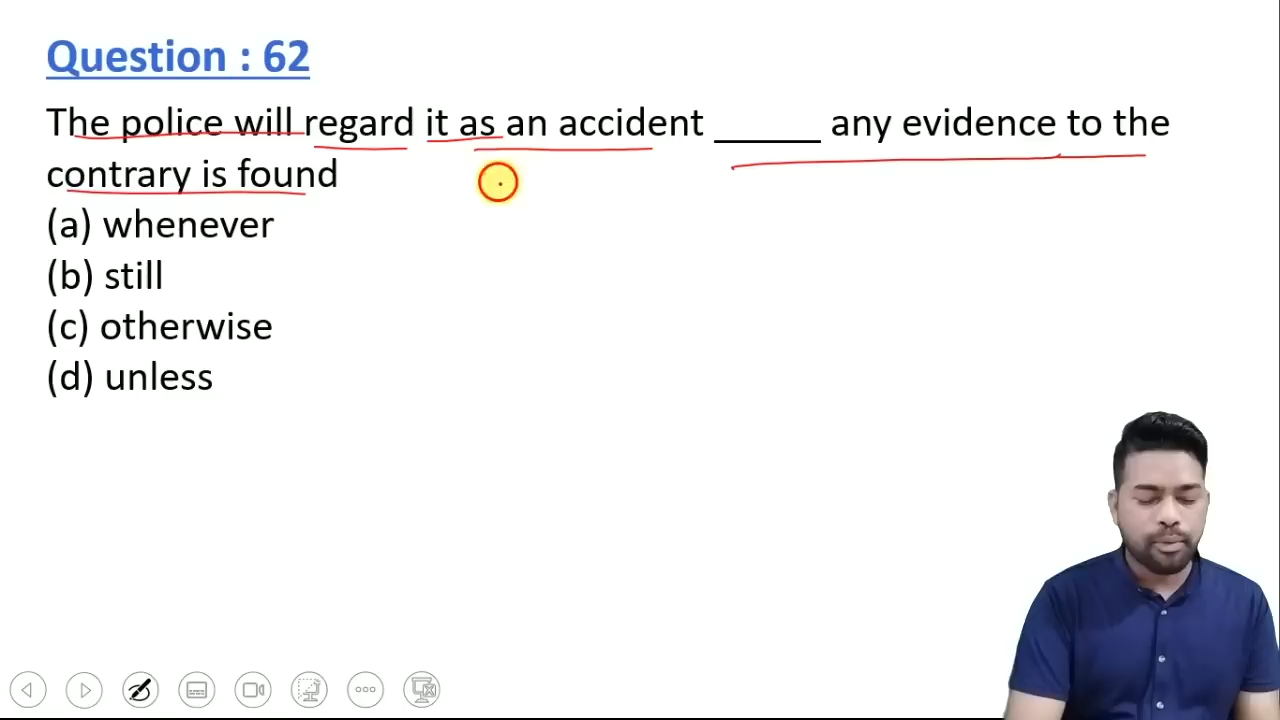 Question : 62
The police will regard it as an accident ______ any evidence to the
contrary is found
(a) whenever
(b) still
(c) otherwise
(d) unless